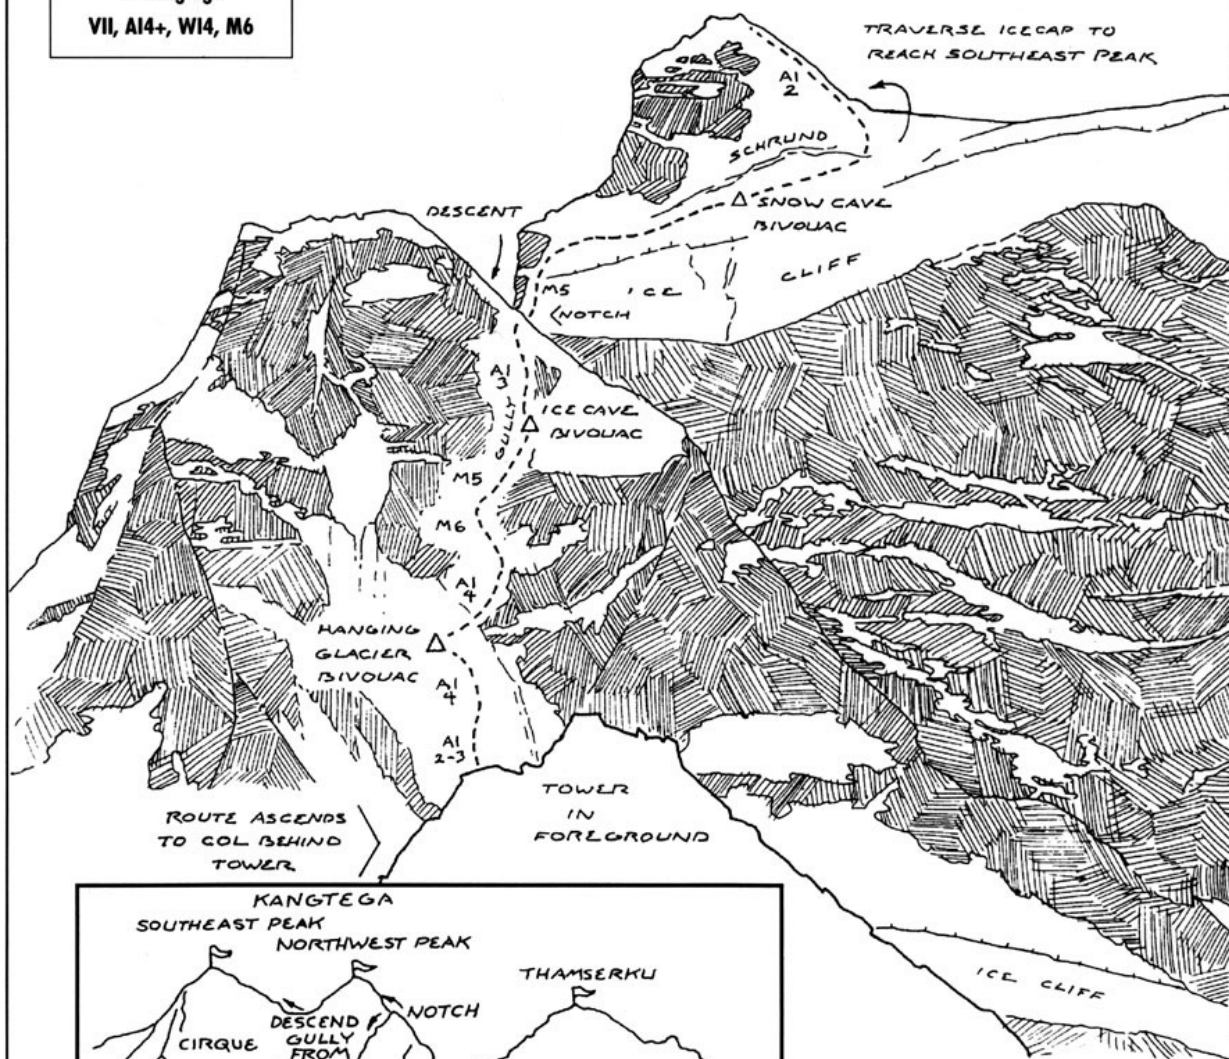 VII, AI4+, WI4, M6
TRAVERSE ICECAP TO
REACH SOUTHEAST PEAK
AI
2
SCHRUND
SNOW CAVE
BIVOUAC
DESCENT
ICE CLIFF
M5
NOTCH
AI
3
GULLY
ICE CAVE
BIVOUAC
M5
M6
AI
4
HANGING
GLACIER
BIVOUAC
AI
4
AI
2-3
TOWER
IN
FOREGROUND
ROUTE ASCENDS
TO COL BEHIND
TOWER
ICE CLIFF
KANGTEGA
SOUTHEAST PEAK
NORTHWEST PEAK
THAMSERKU
NOTCH
CIRQUE
DESCEND
GULLY
FROM